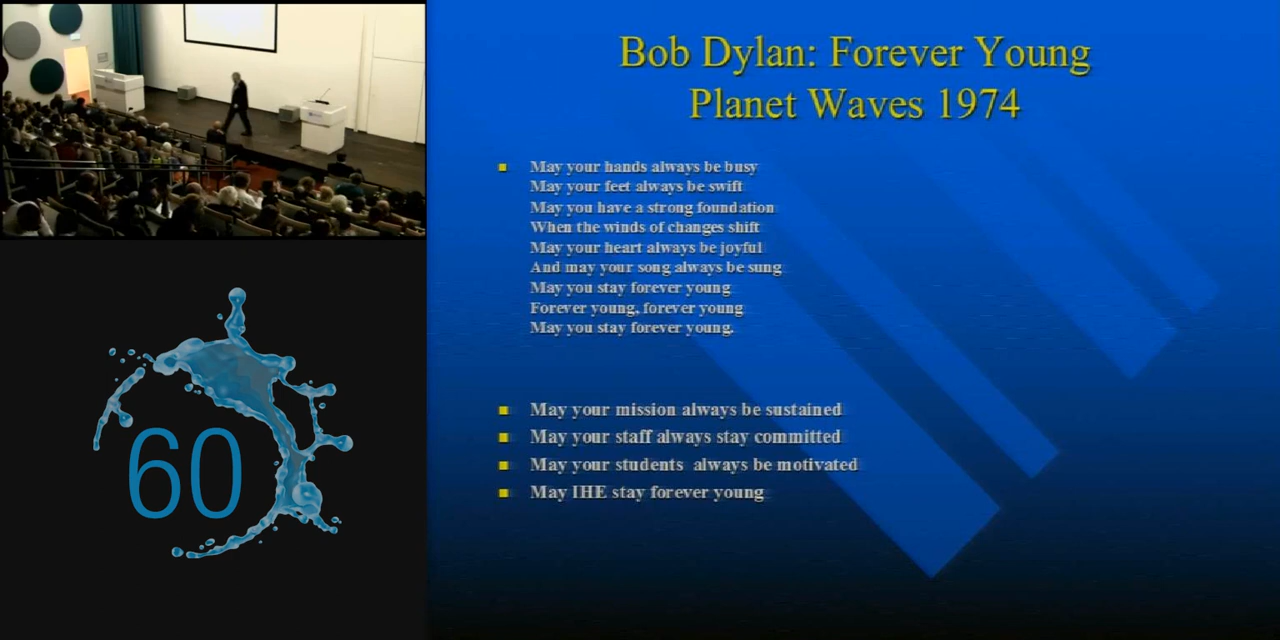 Bob Dylan: Forever Young
Planet Waves 1974
May your hands always be busy
May your feet always be swift
May you have a strong foundation
When the winds of changes shift
May your heart always be joyful
And may your song always be sung
May you stay forever young
Forever young, forever young
May you stay forever young.
May your mission always be sustained
May your staff always stay committed
May your students always be motivated
May IHE stay forever young
60